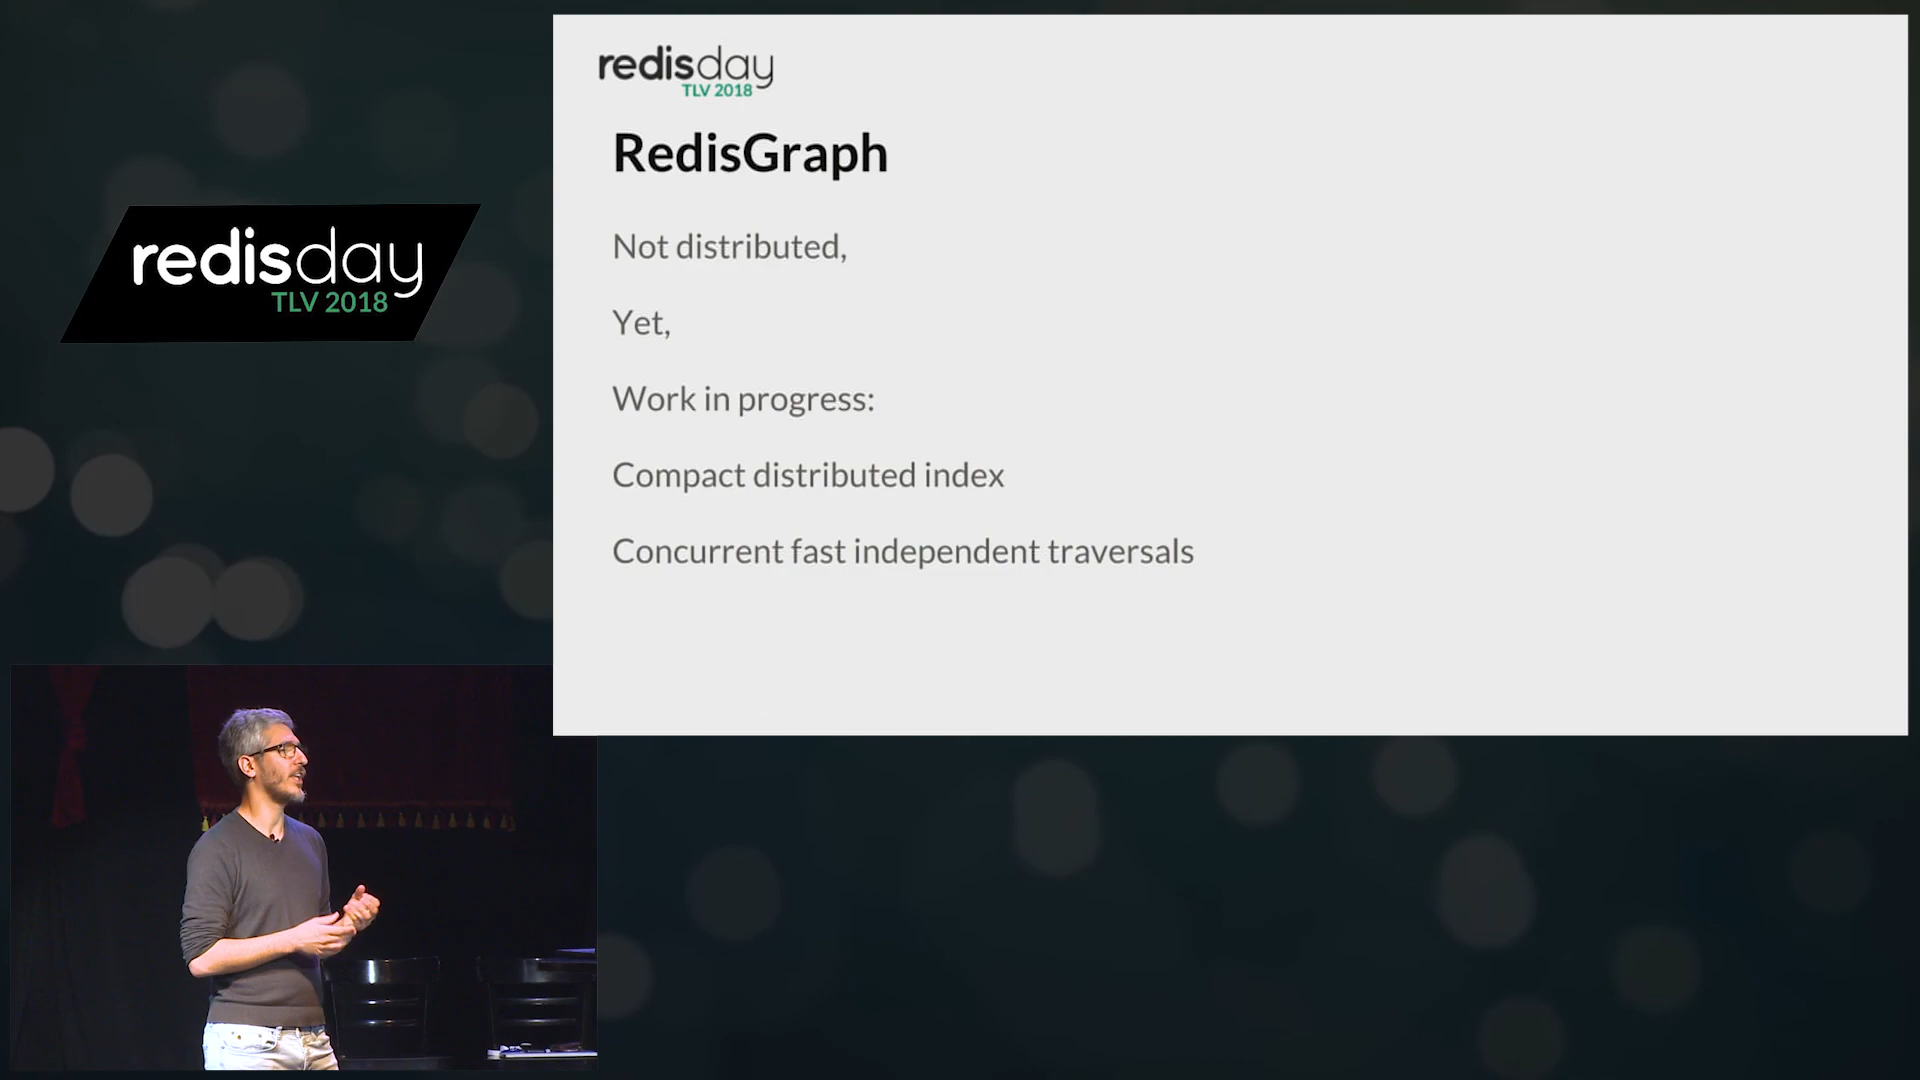 redisday
TLV 2018
redisday
TLV 2018
RedisGraph
Not distributed,
Yet,
Work in progress:
Compact distributed index
Concurrent fast independent traversals